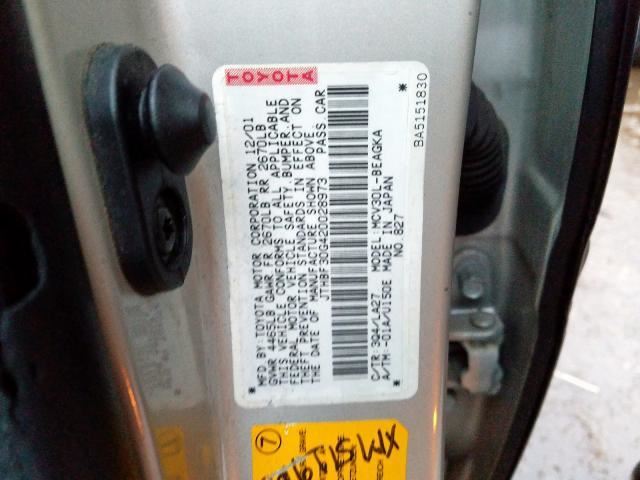 TOYOTA
MFD.BY: TOYOTA MOTOR CORPORATION 12/01
GVWR 4465LB GAWR FR 2670LB RR 2670LB
THIS VEHICLE CONFORMS TO ALL APPLICABLE
FEDERAL MOTOR VEHICLE SAFETY, BUMPER, AND
THEFT PREVENTION STANDARDS IN EFFECT ON
THE DATE OF MANUFACTURE SHOWN ABOVE.
JTHBF30G420028973 PASS CAR
C/TR: 3Q4/LA27 MODEL: MCV30L-BEAGKA
A/TM: -01A/U150E MADE IN JAPAN
NO. 827
* BA5151830 *
7